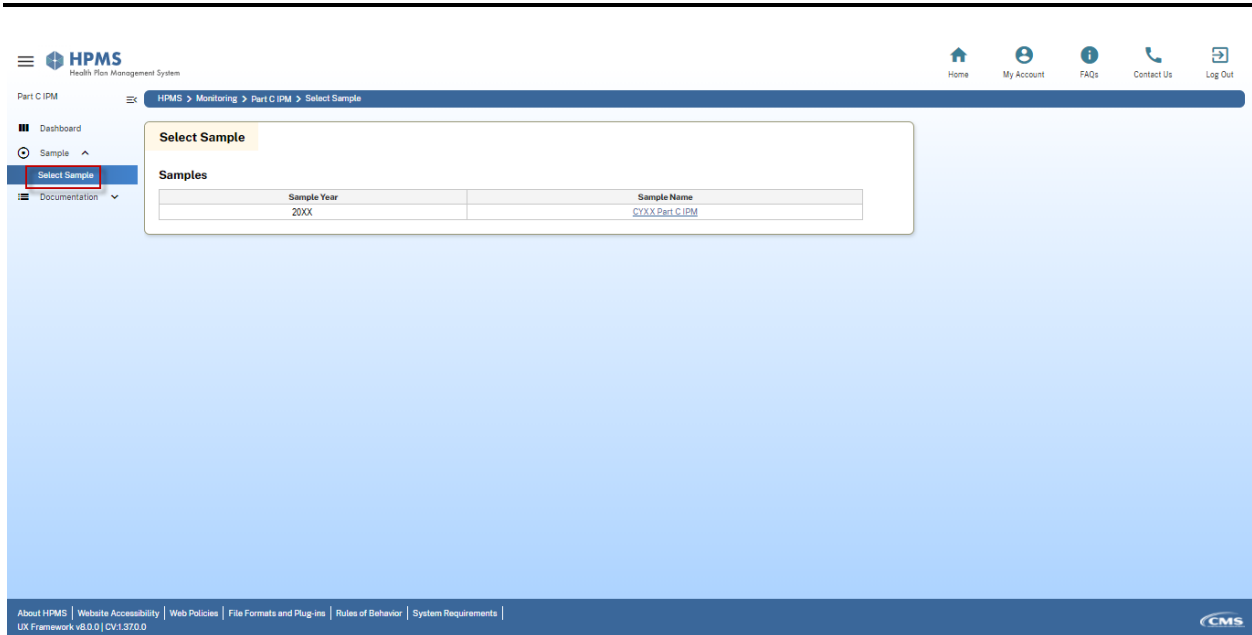 HPMS
Health Plan Management System
Home
My Account
FAQs
Contact Us
Log Out
Part C IPM
HPMS > Monitoring > Part C IPM > Select Sample
Dashboard
Sample
Select Sample
Documentation
Select Sample
Samples
Sample Year Sample Name
20XX CYXX Part C IPM
About HPMS | Website Accessibility | Web Policies | File Formats and Plug-ins | Rules of Behavior | System Requirements |
UX Framework v8.0.0 | CV:1.37.0.0
CMS